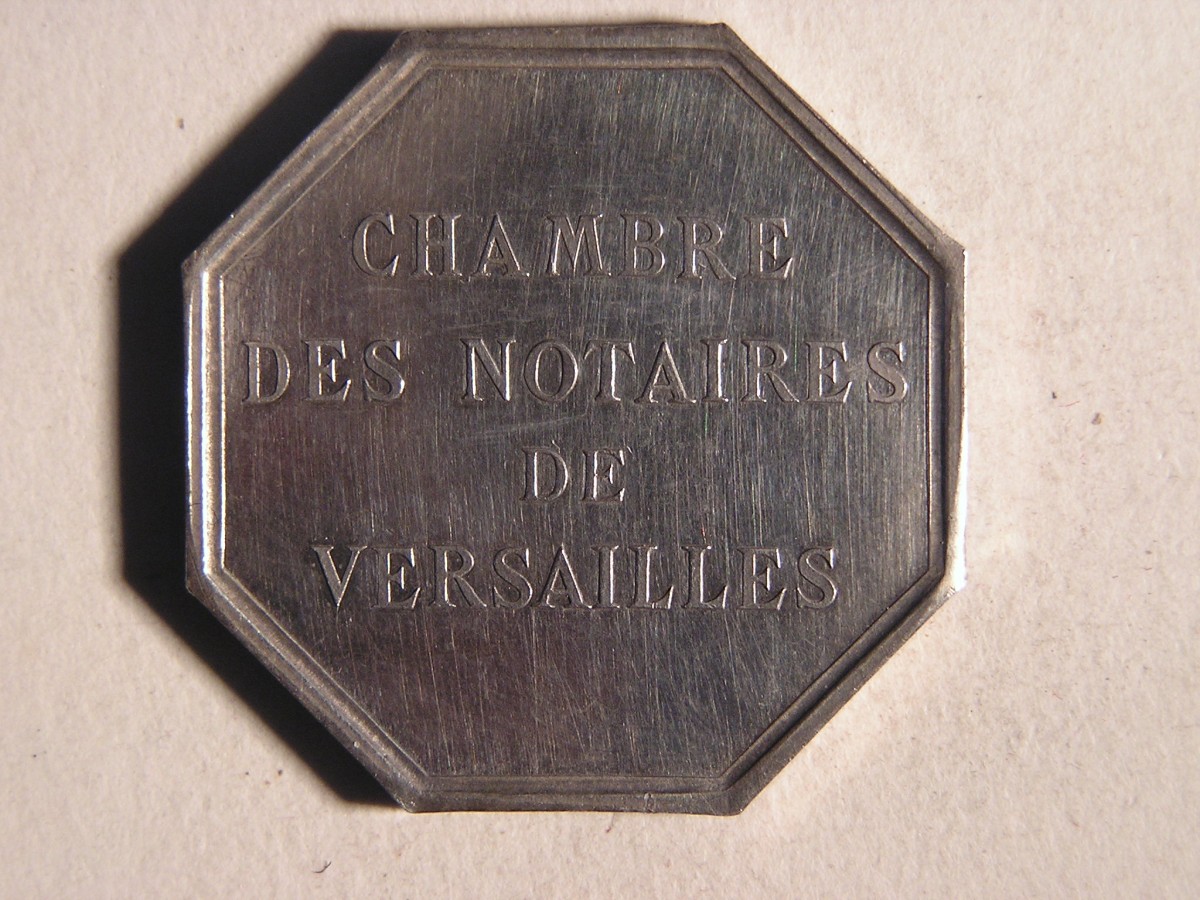 CHAMBRE
DES NOTAIRES
DE
VERSAILLES